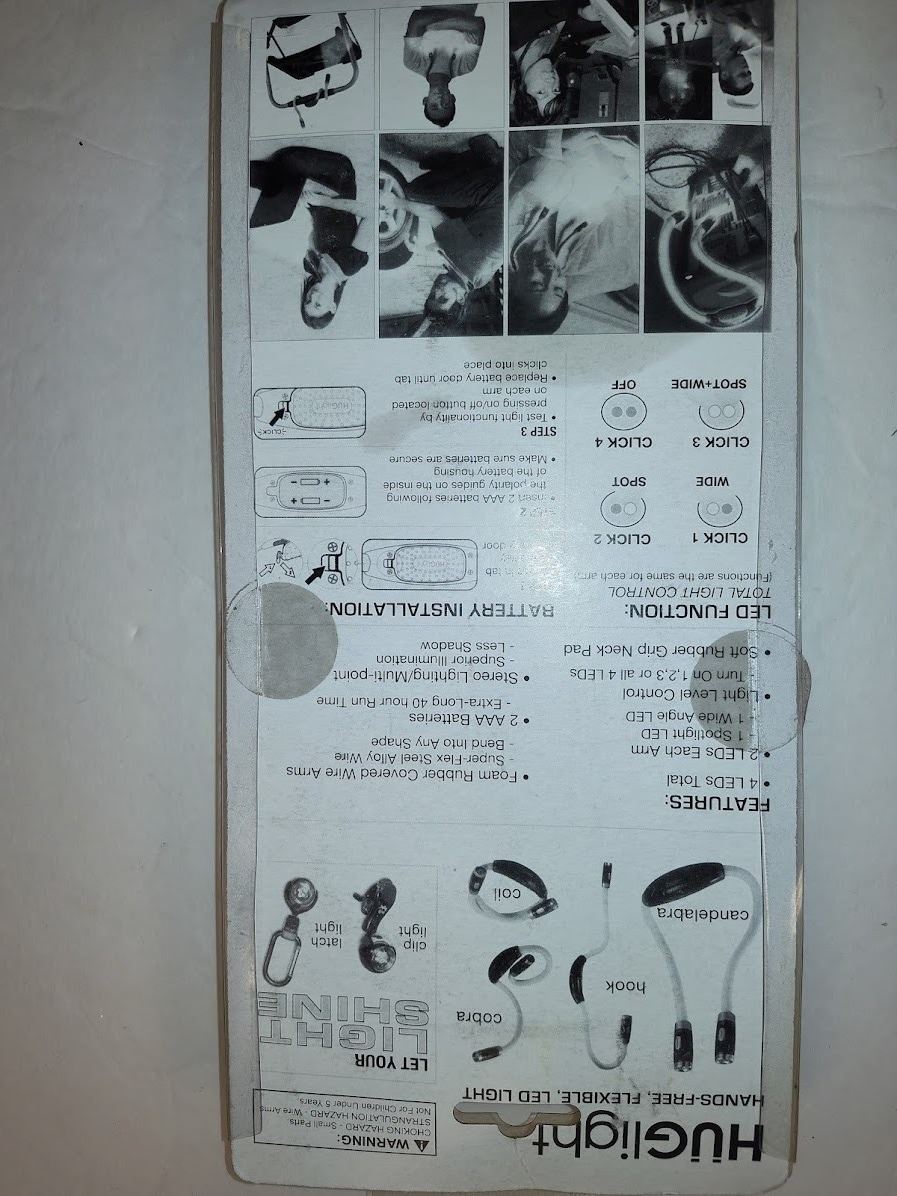 HÜGlight
HANDS-FREE, FLEXIBLE, LED LIGHT
WARNING:
CHOKING HAZARD - Small Parts
STRANGULATION HAZARD - Wire Arms
Not For Children Under 5 Years.
candelabra
hook
cobra
coil
LET YOUR
LIGHT
SHINE
clip
light
latch
light
FEATURES:
• 4 LEDs Total
• 2 LEDs Each Arm
- 1 Spotlight LED
- 1 Wide Angle LED
• Light Level Control
- Turn On 1,2,3 or all 4 LEDs
• Soft Rubber Grip Neck Pad
• Foam Rubber Covered Wire Arms
- Super-Flex Steel Alloy Wire
- Bend Into Any Shape
• 2 AAA Batteries
- Extra-Long 40 hour Run Time
• Stereo Lighting/Multi-point
- Superior Illumination
- Less Shadow
LED FUNCTION:
TOTAL LIGHT CONTROL
(Functions are the same for each arm)
CLICK 1
WIDE
CLICK 2
SPOT
CLICK 3
SPOT+WIDE
CLICK 4
OFF
BATTERY INSTALLATION:
tab
door
2
2 AAA batteries following
the polarity guides on the inside
of the battery housing
• Make sure batteries are secure
STEP 3
• Test light functionality by
pressing on/off button located
on each arm
• Replace battery door until tab
clicks into place
CLICK